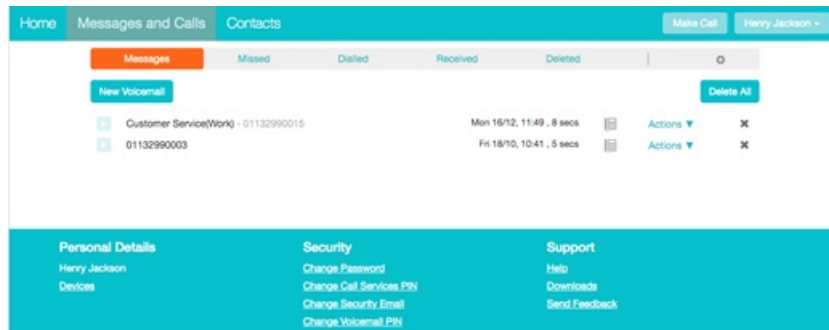 Home Messages and Calls Contacts Make Call Henry Jackson
Messages Missed Dialled Received Deleted
New Voicemail Delete All
Customer Service(Work) - 01132990015 Mon 16/12, 11:49 , 8 secs Actions ▼ ✖
01132990003 Fri 18/10, 10:41 , 5 secs Actions ▼ ✖
Personal Details Security Support
Henry Jackson Change Password Help
Devices Change Call Services PIN Downloads
Change Security Email Send Feedback
Change Voicemail PIN